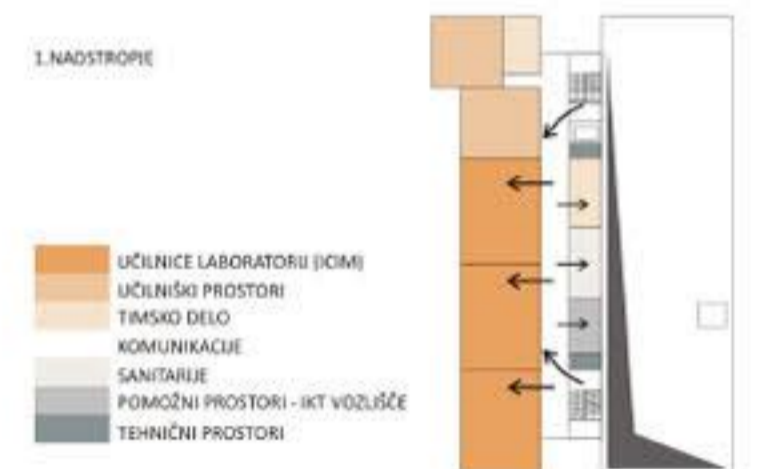 1.NADSTROPJE
UČILNICE LABORATORIJ (ICIM)
UČILNIŠKI PROSTORI
TIMSKO DELO
KOMUNIKACIJE
SANITARIJE
POMOŽNI PROSTORI - IKT VOZLIŠČE
TEHNIČNI PROSTORI